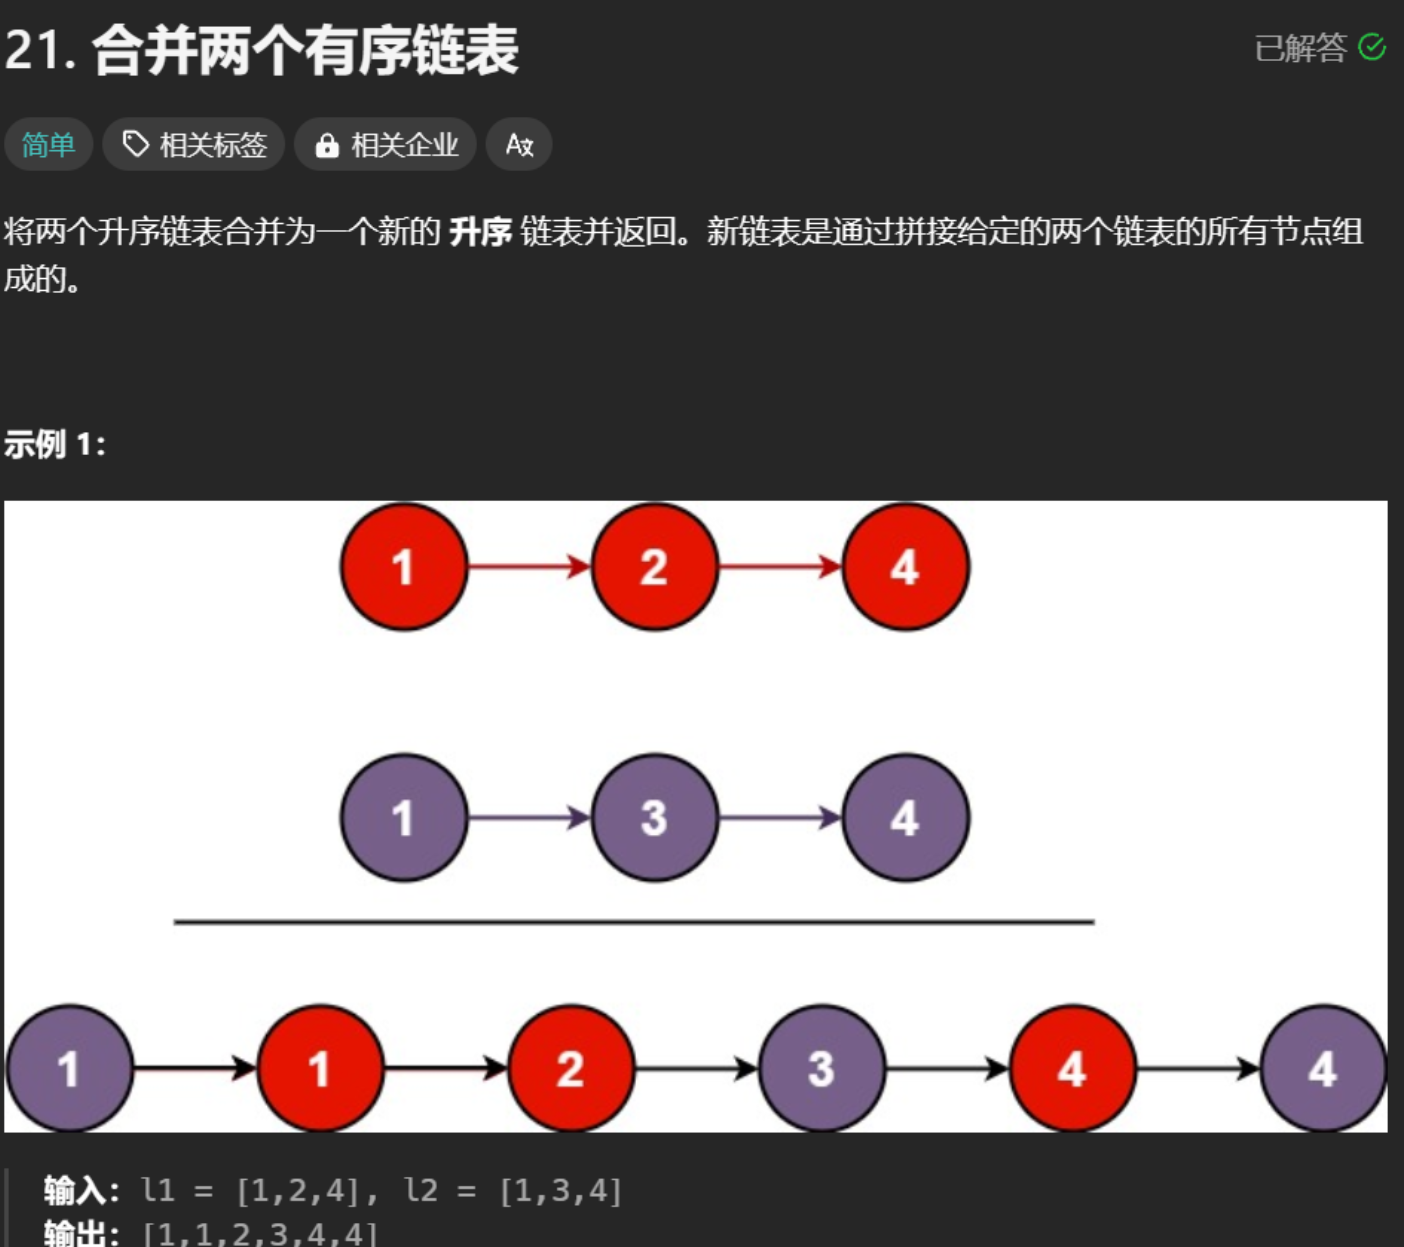 21. 合并两个有序链表
已解答
简单 相关标签 相关企业 A文
将两个升序链表合并为一个新的 升序 链表并返回。新链表是通过拼接给定的两个链表的所有节点组
成的。
示例 1：
1 2 4
1 3 4
1 1 2 3 4 4
输入：l1 = [1,2,4], l2 = [1,3,4]
输出：[1,1,2,3,4,4]